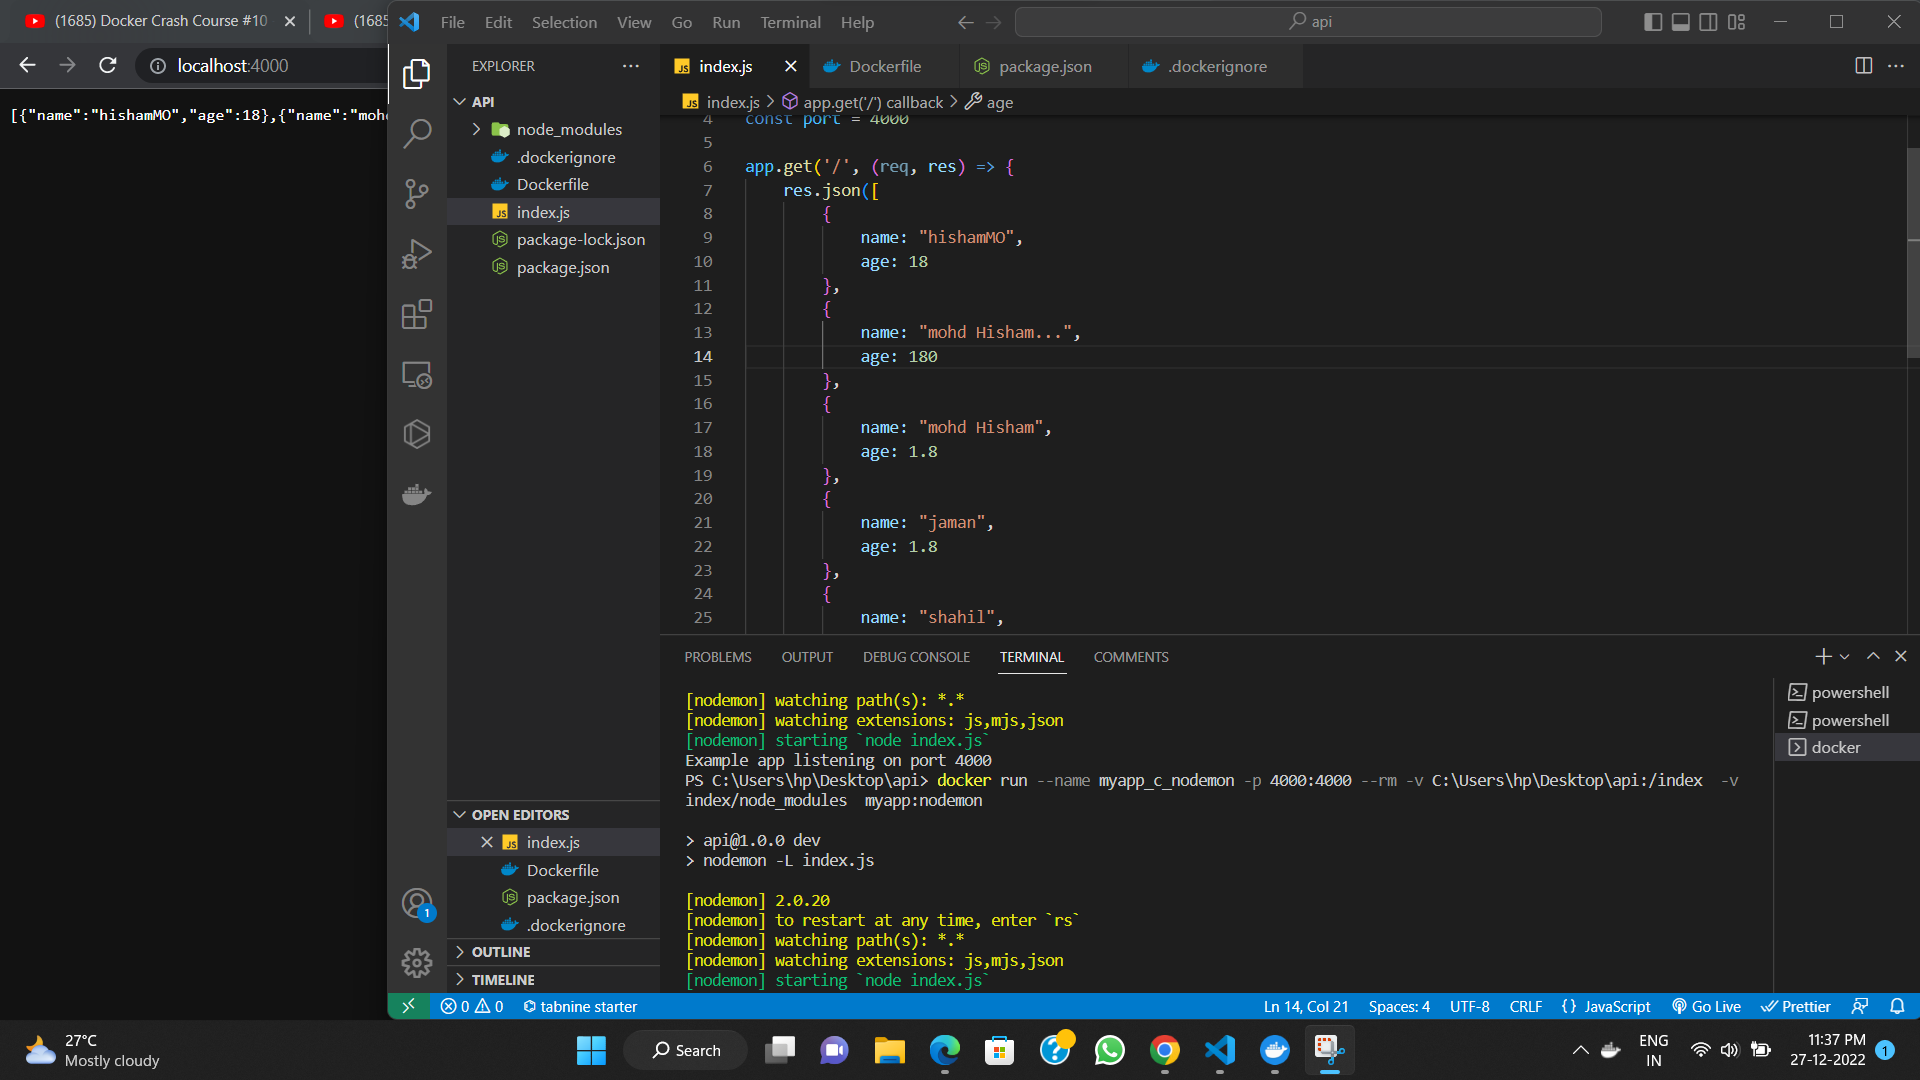 (1685) Docker Crash Course #10
(1685
localhost:4000
[{"name":"hishamMO","age":18},{"name":"moh
File Edit Selection View Go Run Terminal Help
api
EXPLORER
API
node_modules
.dockerignore
Dockerfile
index.js
package-lock.json
package.json
OPEN EDITORS
index.js
Dockerfile
package.json
.dockerignore
OUTLINE
TIMELINE
index.js
Dockerfile
package.json
.dockerignore
index.js > app.get('/') callback > age
4 const port = 4000
5
6 app.get('/', (req, res) => {
7 res.json([
8 {
9 name: "hishamMO",
10 age: 18
11 },
12 {
13 name: "mohd Hisham...",
14 age: 180
15 },
16 {
17 name: "mohd Hisham",
18 age: 1.8
19 },
20 {
21 name: "jaman",
22 age: 1.8
23 },
24 {
25 name: "shahil",
PROBLEMS OUTPUT DEBUG CONSOLE TERMINAL COMMENTS
[nodemon] watching path(s): *.*
[nodemon] watching extensions: js,mjs,json
[nodemon] starting `node index.js`
Example app listening on port 4000
PS C:\Users\hp\Desktop\api> docker run --name myapp_c_nodemon -p 4000:4000 --rm -v C:\Users\hp\Desktop\api:/index -v
index/node_modules myapp:nodemon
> api@1.0.0 dev
> nodemon -L index.js
[nodemon] 2.0.20
[nodemon] to restart at any time, enter `rs`
[nodemon] watching path(s): *.*
[nodemon] watching extensions: js,mjs,json
[nodemon] starting `node index.js`
powershell
powershell
docker
1
0 0 tabnine starter
Ln 14, Col 21 Spaces: 4 UTF-8 CRLF {} JavaScript Go Live Prettier
27°C
Mostly cloudy
Search
ENG
IN
11:37 PM
27-12-2022
1